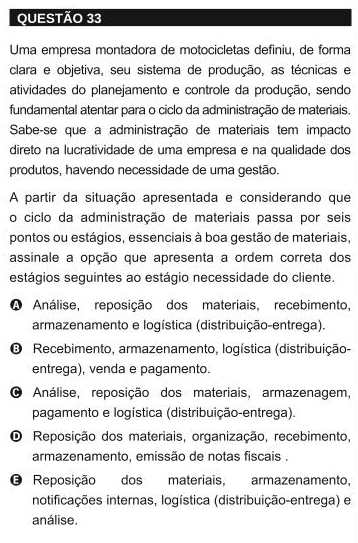 QUESTÃO 33
Uma empresa montadora de motocicletas definiu, de forma
clara e objetiva, seu sistema de produção, as técnicas e
atividades do planejamento e controle da produção, sendo
fundamental atentar para o ciclo da administração de materiais.
Sabe-se que a administração de materiais tem impacto
direto na lucratividade de uma empresa e na qualidade dos
produtos, havendo necessidade de uma gestão.
A partir da situação apresentada e considerando que
o ciclo da administração de materiais passa por seis
pontos ou estágios, essenciais à boa gestão de materiais,
assinale a opção que apresenta a ordem correta dos
estágios seguintes ao estágio necessidade do cliente.
A Análise, reposição dos materiais, recebimento,
armazenamento e logística (distribuição-entrega).
B Recebimento, armazenamento, logística (distribuição-
entrega), venda e pagamento.
C Análise, reposição dos materiais, armazenagem,
pagamento e logística (distribuição-entrega).
D Reposição dos materiais, organização, recebimento,
armazenamento, emissão de notas fiscais .
E Reposição dos materiais, armazenamento,
notificações internas, logística (distribuição-entrega) e
análise.